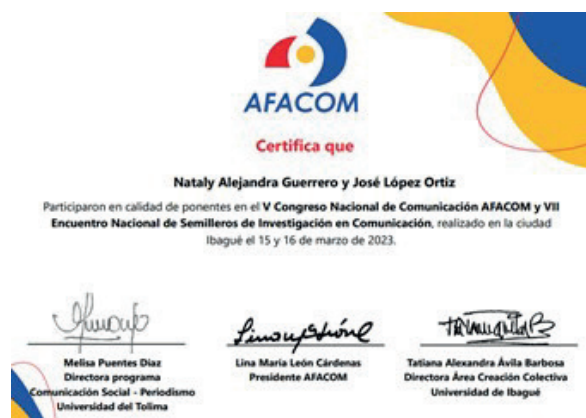 AFACOM
Certifica que
Nataly Alejandra Guerrero y José López Ortiz
Participaron en calidad de ponentes en el V Congreso Nacional de Comunicación AFACOM y VII
Encuentro Nacional de Semilleros de Investigación en Comunicación, realizado en la ciudad
Ibagué el 15 y 16 de marzo de 2023.
Melisa Puentes Diaz
Directora programa
Comunicación Social - Periodismo
Universidad del Tolima
Lina María León Cárdenas
Presidente AFACOM
Tatiana Alexandra Ávila Barbosa
Directora Área Creación Colectiva
Universidad de Ibagué